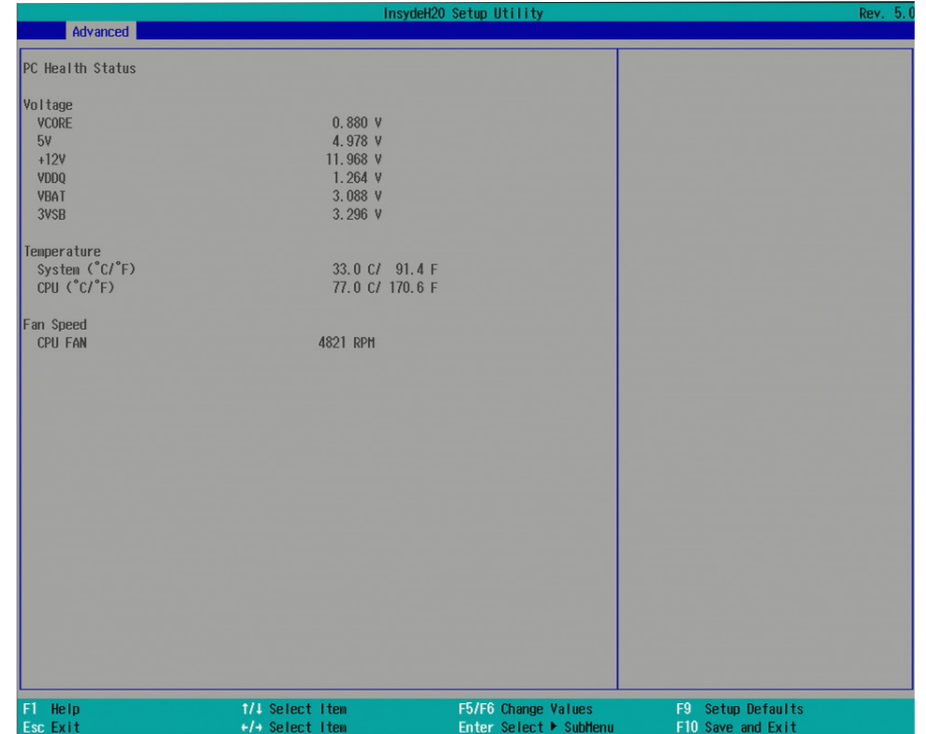 InsydeH20 Setup Utility Rev. 5.0
Advanced
PC Health Status
Voltage
VCORE 0.880 V
5V 4.978 V
+12V 11.968 V
VDDQ 1.264 V
VBAT 3.088 V
3VSB 3.296 V
Temperature
System (°C/°F) 33.0 C/ 91.4 F
CPU (°C/°F) 77.0 C/ 170.6 F
Fan Speed
CPU FAN 4821 RPM
F1 Help ↑/↓ Select Item F5/F6 Change Values F9 Setup Defaults
Esc Exit ←/→ Select Item Enter Select ▶ SubMenu F10 Save and Exit